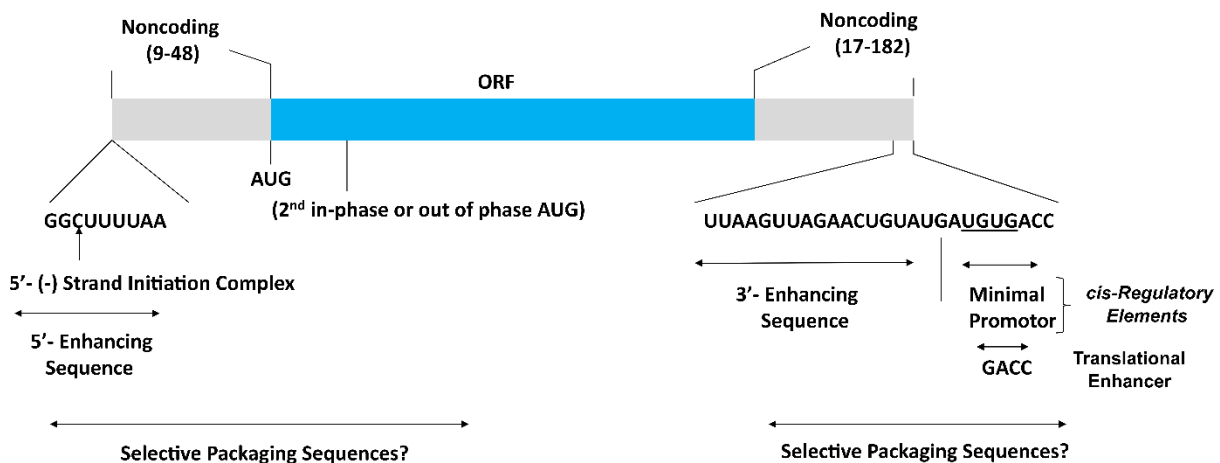 Noncoding
(9-48)
Noncoding
(17-182)
ORF
AUG
(2nd in-phase or out of phase AUG)
GGCUUUUAA
UUAAGUUAGAACUGUAUGAUGUGACC
5'- (-) Strand Initiation Complex
5'- Enhancing
Sequence
3'- Enhancing
Sequence
Minimal
Promotor
cis-Regulatory
Elements
GACC
Translational
Enhancer
Selective Packaging Sequences?
Selective Packaging Sequences?